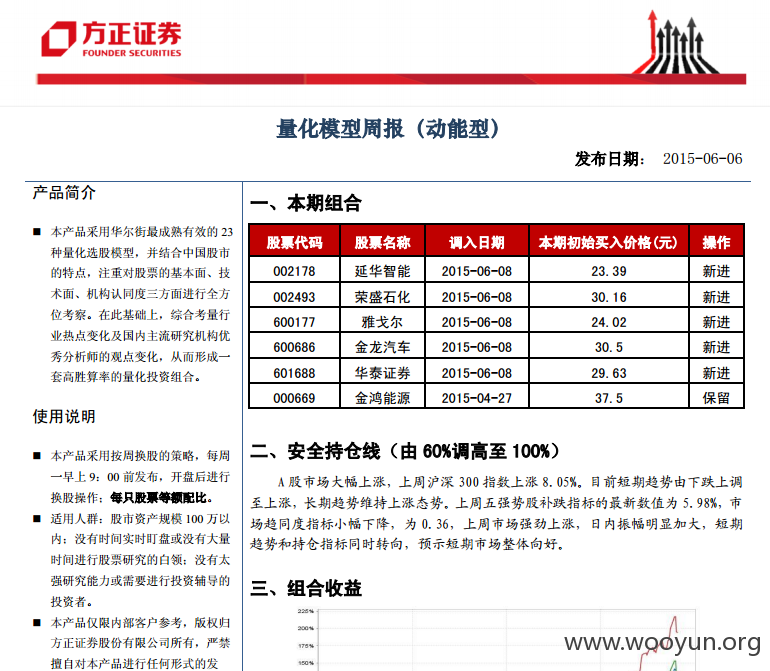 方正证券
FOUNDER SECURITIES
量化模型周报（动能型）
发布日期： 2015-06-06
产品简介
■ 本产品采用华尔街最成熟有效的 23
种量化选股模型，并结合中国股市
的特点，注重对股票的基本面、技
术面、机构认同度三方面进行全方
位考察。在此基础上，综合考量行
业热点变化及国内主流研究机构优
秀分析师的观点变化，从而形成一
套高胜算率的量化投资组合。
使用说明
■ 本产品采用按周换股的策略，每周
一早上 9：00 前发布，开盘后进行
换股操作；每只股票等额配比。
■ 适用人群：股市资产规模 100 万以
内；没有时间实时盯盘或没有大量
时间进行股票研究的白领；没有太
强研究能力或需要进行投资辅导的
投资者。
■ 本产品仅限内部客户参考，版权归
方正证券股份有限公司所有，严禁
擅自对本产品进行任何形式的发
一、本期组合
股票代码 股票名称 调入日期 本期初始买入价格(元) 操作
002178 延华智能 2015-06-08 23.39 新进
002493 荣盛石化 2015-06-08 30.16 新进
600177 雅戈尔 2015-06-08 24.02 新进
600686 金龙汽车 2015-06-08 30.5 新进
601688 华泰证券 2015-06-08 29.63 新进
000669 金鸿能源 2015-04-27 37.5 保留
二、安全持仓线（由 60%调高至 100%）
A 股市场大幅上涨，上周沪深 300 指数上涨 8.05%。目前短期趋势由下跌上调
至上涨，长期趋势维持上涨态势。上周五强势股补跌指标的最新数值为 5.98%，市
场趋同度指标小幅下降，为 0.36，上周市场强劲上涨，日内振幅明显加大，短期
趋势和持仓指标同时转向，预示短期市场整体向好。
三、组合收益
225%
200%
175%
150%
www.wooyun.org